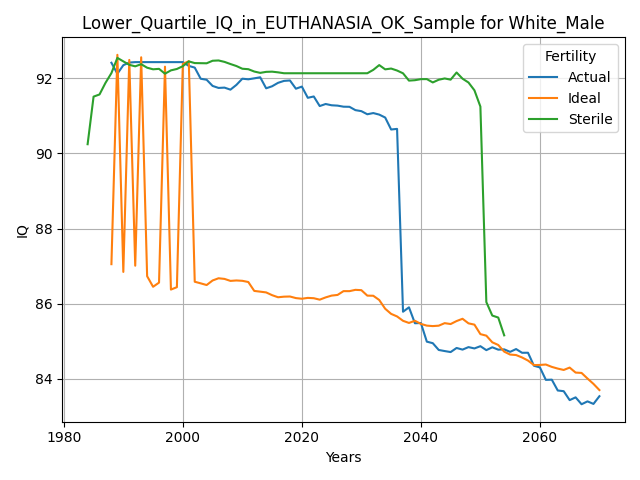 Lower_Quartile_IQ_in_EUTHANASIA_OK_Sample for White_Male
Fertility
Actual
Ideal
Sterile
IQ
92
90
88
86
84
1980
2000
2020
2040
2060
Years